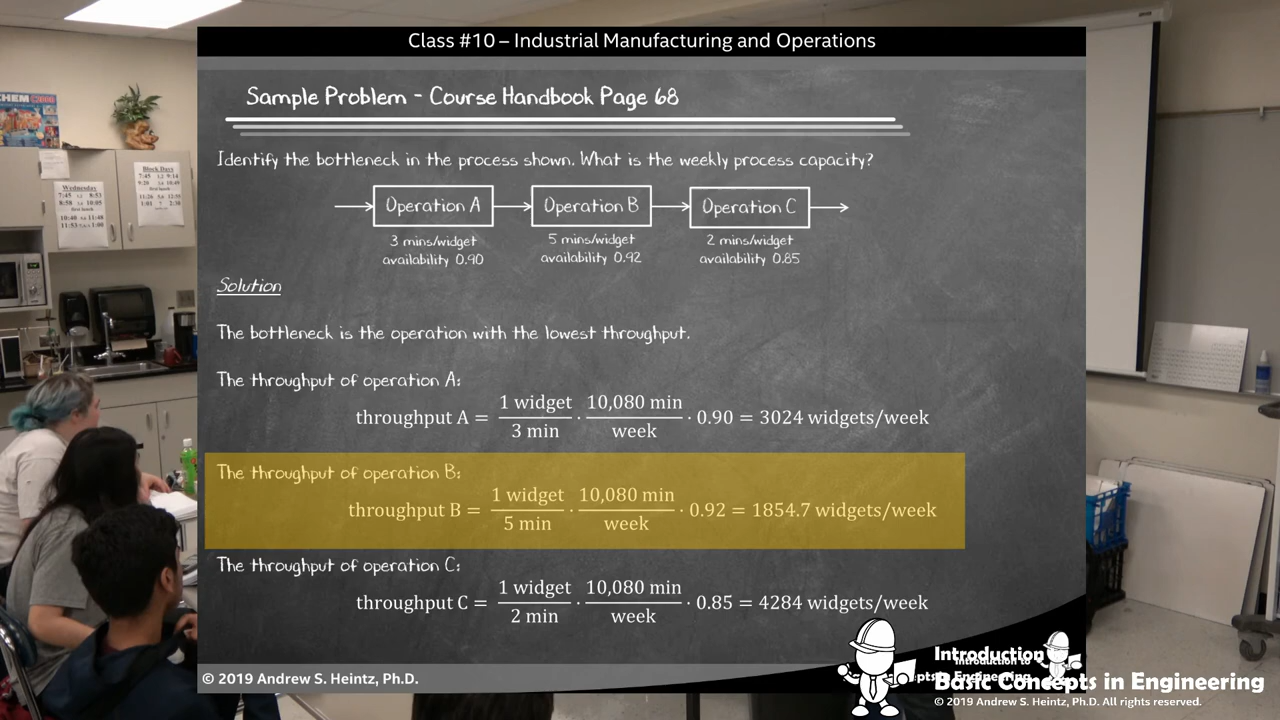 Class #10 – Industrial Manufacturing and Operations
Sample Problem - Course Handbook Page 68
Identify the bottleneck in the process shown. What is the weekly process capacity?
Operation A
Operation B
Operation C
3 mins/widget
availability 0.90
5 mins/widget
availability 0.92
2 mins/widget
availability 0.85
Solution
The bottleneck is the operation with the lowest throughput.
The throughput of operation A:
throughput A = 1 widget/3 min · 10,080 min/week · 0.90 = 3024 widgets/week
The throughput of operation B:
throughput B = 1 widget/5 min · 10,080 min/week · 0.92 = 1854.7 widgets/week
The throughput of operation C:
throughput C = 1 widget/2 min · 10,080 min/week · 0.85 = 4284 widgets/week
© 2019 Andrew S. Heintz, Ph.D.
Introduction
Basic Concepts in Engineering
© 2019 Andrew S. Heintz, Ph.D. All rights reserved.
Wednesday
Block Days